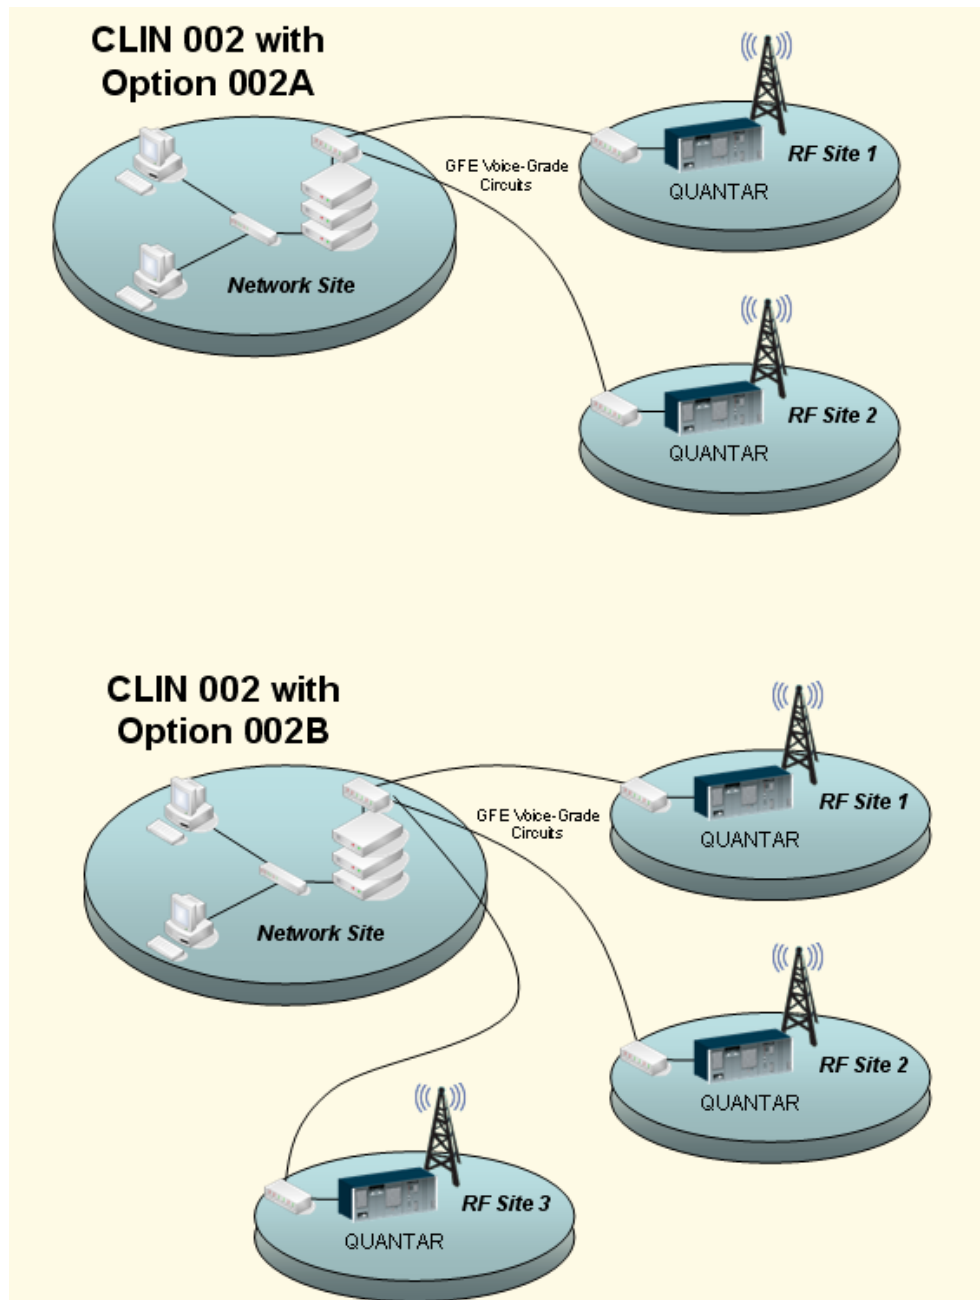 CLIN 002 with
Option 002A
GFE Voice-Grade
Circuits
RF Site 1
QUANTAR
Network Site
RF Site 2
QUANTAR
CLIN 002 with
Option 002B
GFE Voice-Grade
Circuits
RF Site 1
QUANTAR
Network Site
RF Site 2
QUANTAR
RF Site 3
QUANTAR